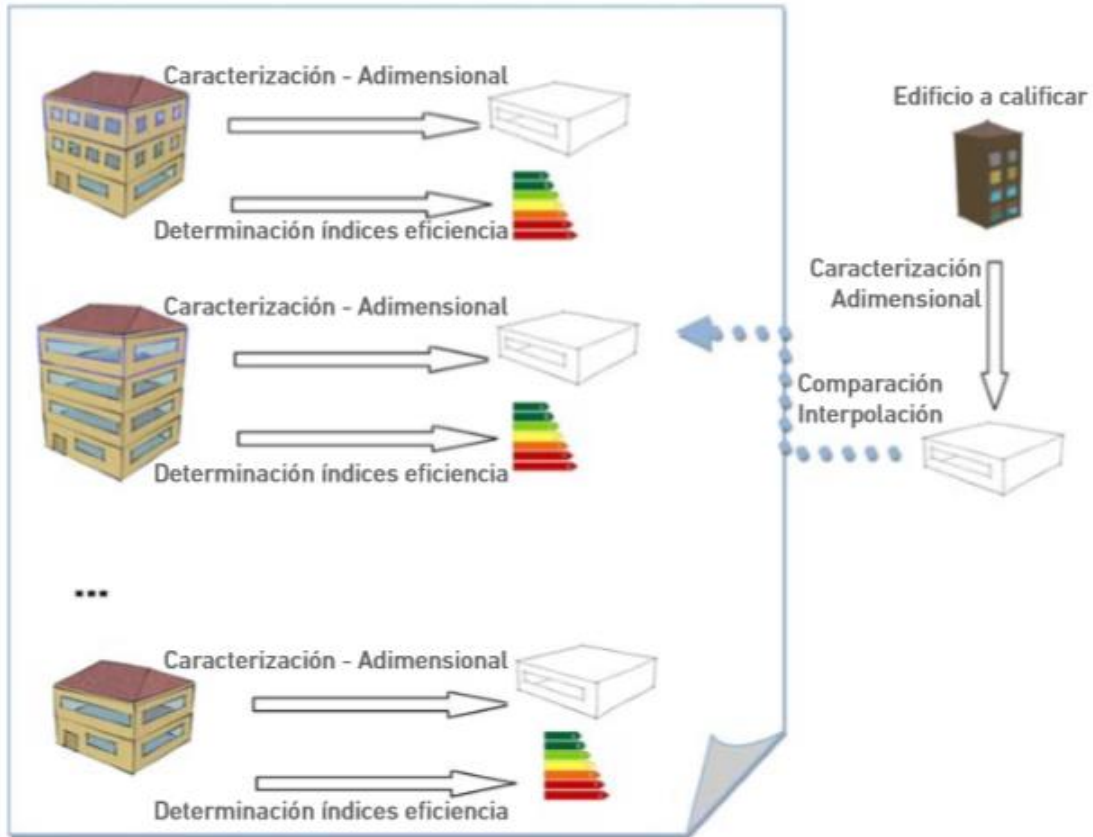 Caracterización - Adimensional
Determinación índices eficiencia
Caracterización - Adimensional
Determinación índices eficiencia
...
Caracterización - Adimensional
Determinación índices eficiencia
Edificio a calificar
Caracterización
Adimensional
Comparación
Interpolación